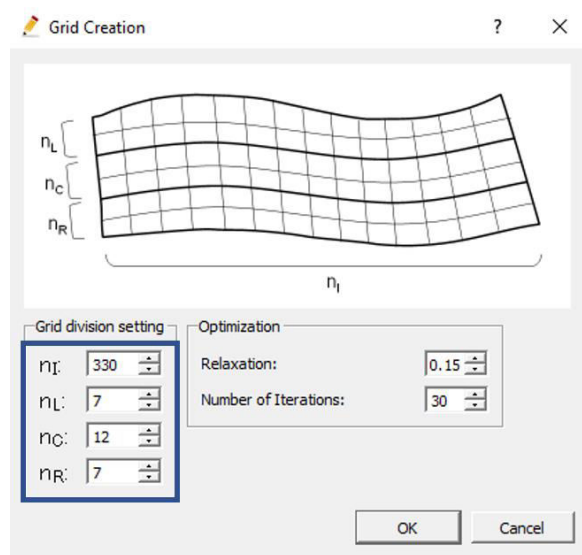 Grid Creation ? ×
nL
nC
nR
nI
Grid division setting Optimization
nI: 330 Relaxation: 0.15
nL: 7 Number of Iterations: 30
nC: 12
nR: 7
OK Cancel